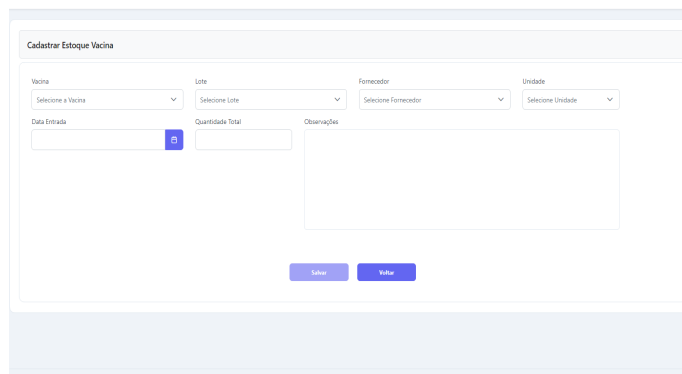 Cadastrar Estoque Vacina
Vacina Lote Fornecedor Unidade
Selecione a Vacina Selecione Lote Selecione Fornecedor Selecione Unidade
Data Entrada Quantidade Total Observações
Salvar Voltar